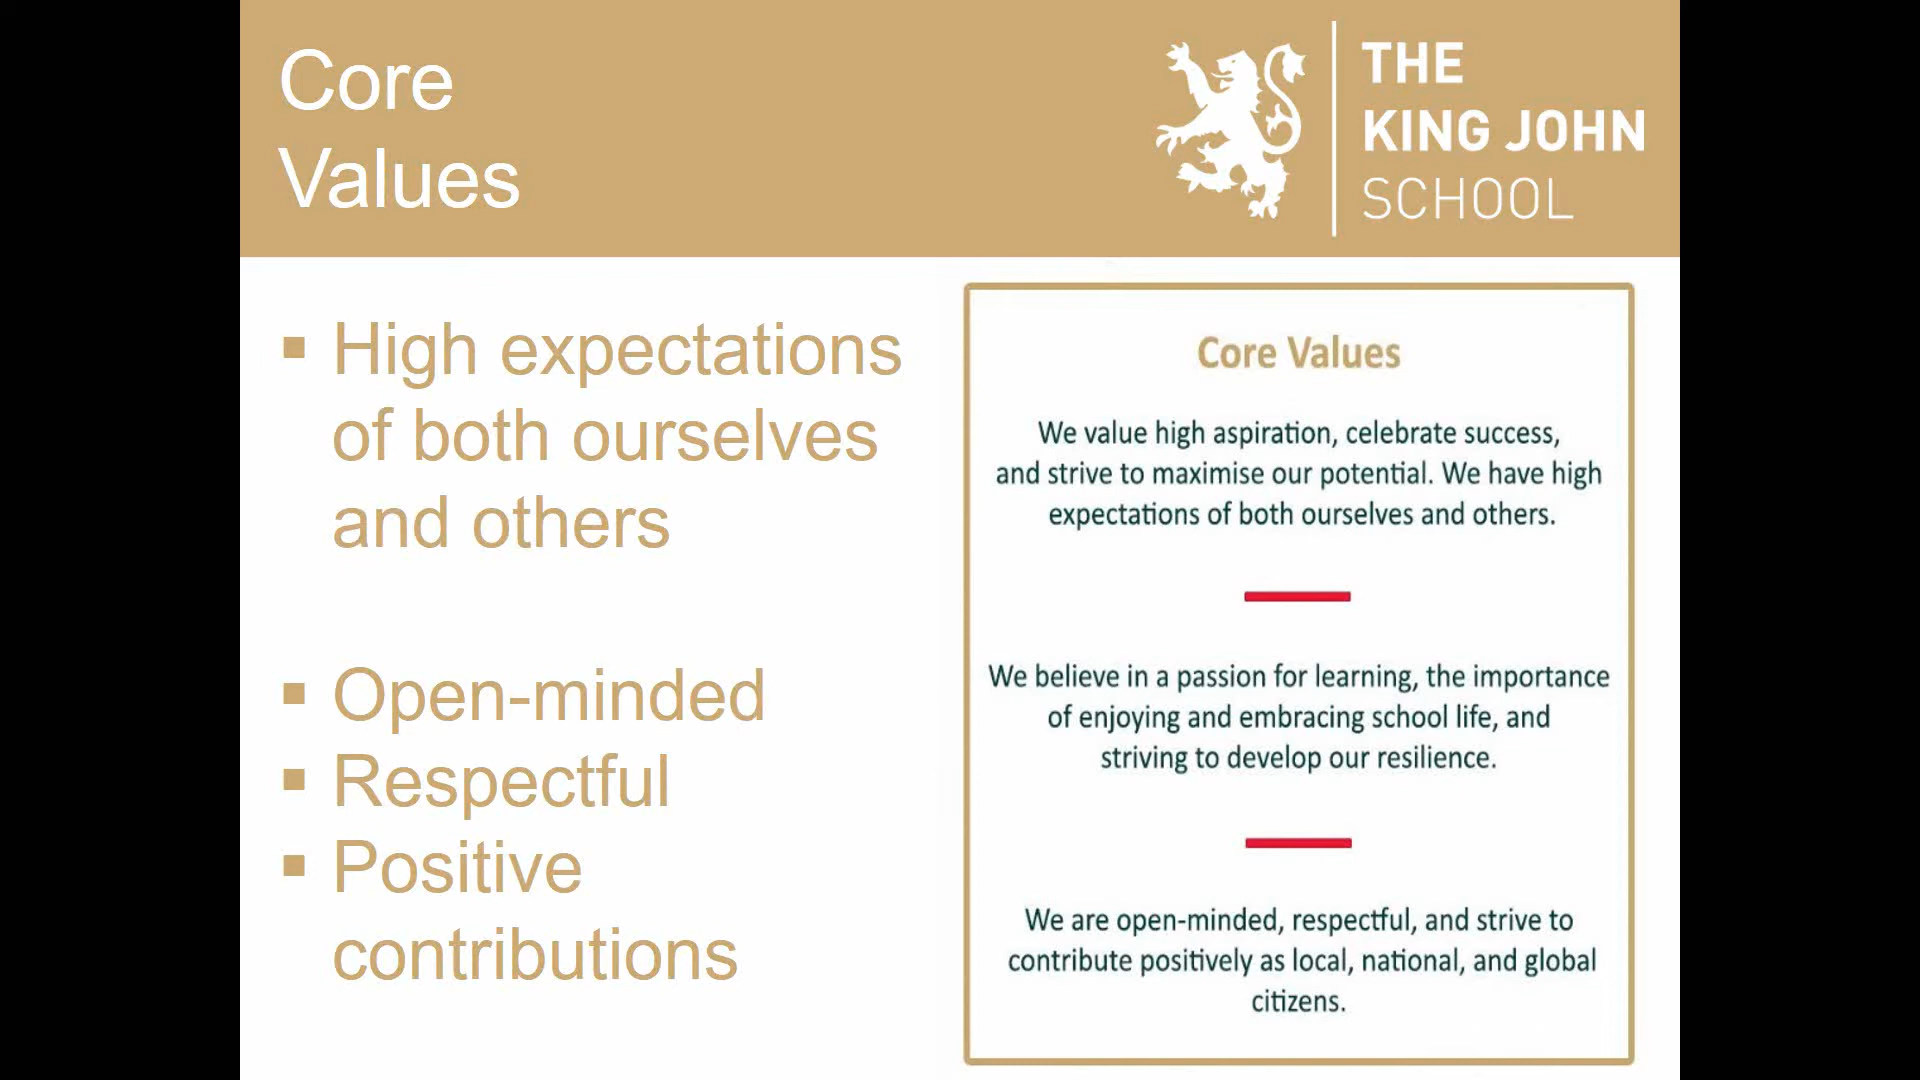 Core
Values
THE
KING JOHN
SCHOOL
▪ High expectations
of both ourselves
and others
▪ Open-minded
▪ Respectful
▪ Positive
contributions
Core Values
We value high aspiration, celebrate success,
and strive to maximise our potential. We have high
expectations of both ourselves and others.
We believe in a passion for learning, the importance
of enjoying and embracing school life, and
striving to develop our resilience.
We are open-minded, respectful, and strive to
contribute positively as local, national, and global
citizens.